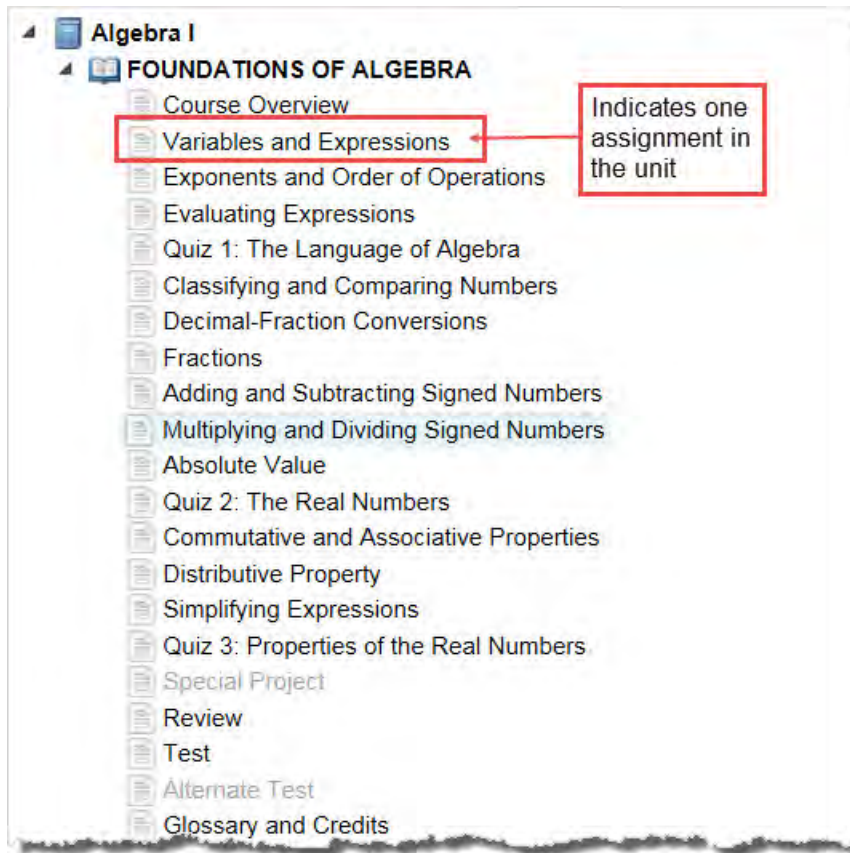 Algebra I
FOUNDATIONS OF ALGEBRA
Course Overview
Variables and Expressions
Indicates one
assignment in
the unit
Exponents and Order of Operations
Evaluating Expressions
Quiz 1: The Language of Algebra
Classifying and Comparing Numbers
Decimal-Fraction Conversions
Fractions
Adding and Subtracting Signed Numbers
Multiplying and Dividing Signed Numbers
Absolute Value
Quiz 2: The Real Numbers
Commutative and Associative Properties
Distributive Property
Simplifying Expressions
Quiz 3: Properties of the Real Numbers
Special Project
Review
Test
Alternate Test
Glossary and Credits